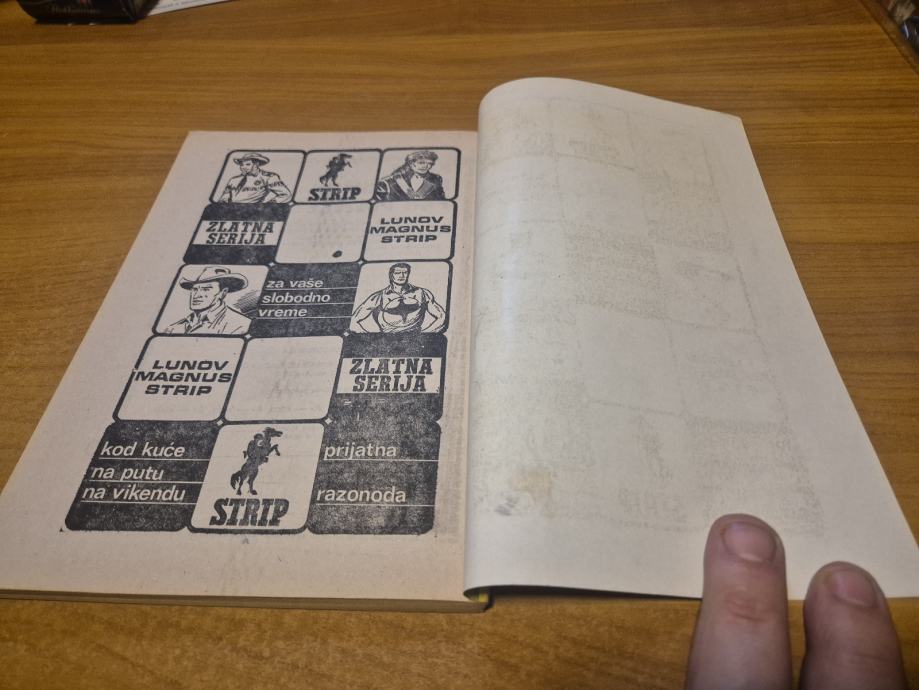 STRIP
ZLATNA
SERIJA
LUNOV
MAGNUS
STRIP
za vaše
slobodno
vreme
LUNOV
MAGNUS
STRIP
ZLATNA
SERIJA
kod kuće
na putu
na vikendu
STRIP
prijatna
razonoda